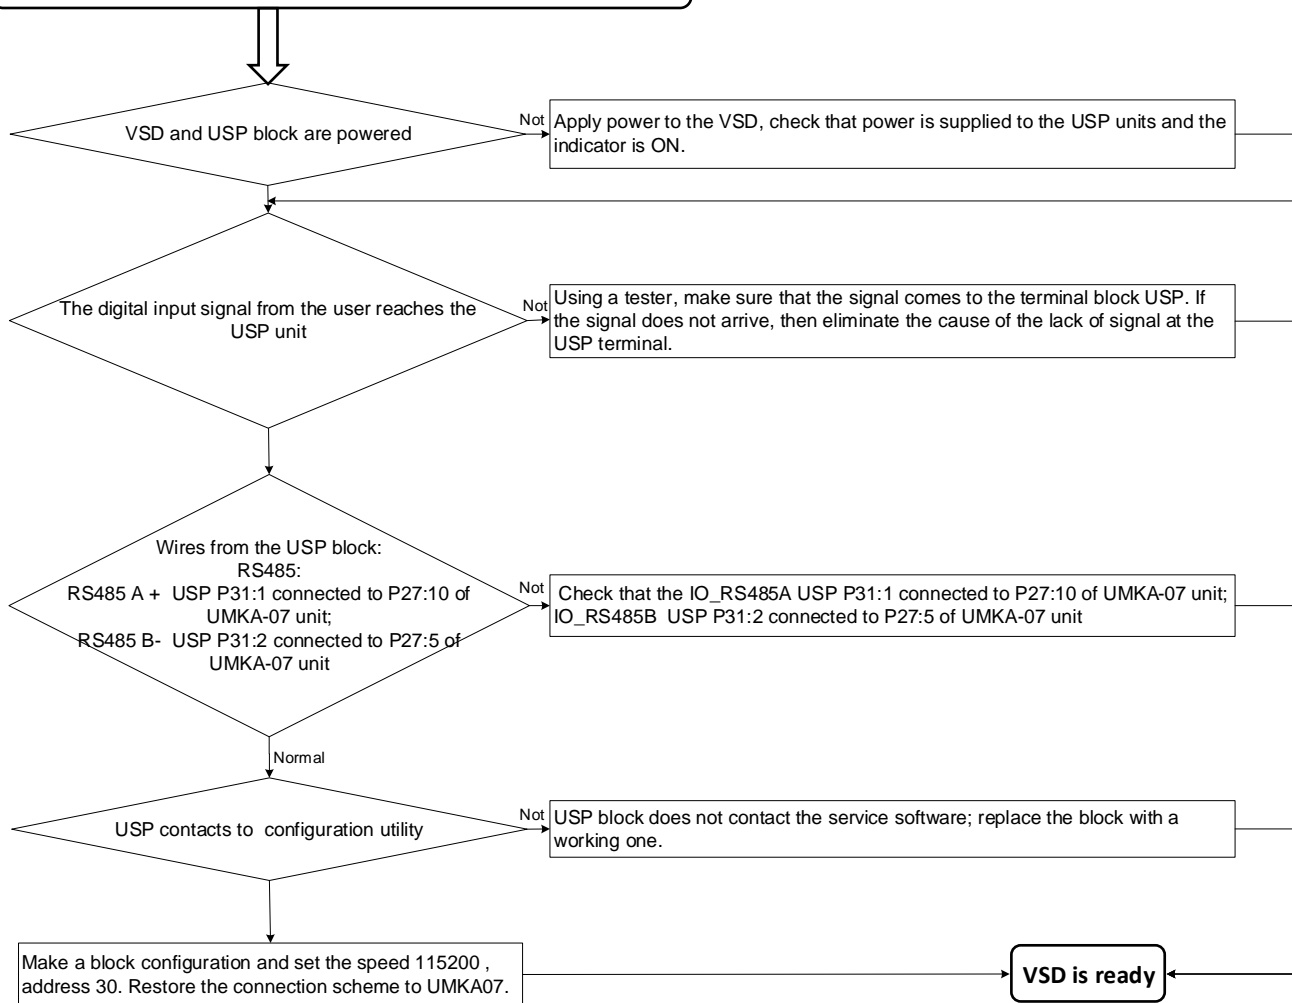 VSD and USP block are powered
Not
Apply power to the VSD, check that power is supplied to the USP units and the
indicator is ON.
The digital input signal from the user reaches the
USP unit
Not
Using a tester, make sure that the signal comes to the terminal block USP. If
the signal does not arrive, then eliminate the cause of the lack of signal at the
USP terminal.
Wires from the USP block:
RS485:
RS485 A +  USP P31:1 connected to P27:10 of
UMKA-07 unit;
RS485 B-  USP P31:2 connected to P27:5 of
UMKA-07 unit
Not
Check that the IO_RS485A USP P31:1 connected to P27:10 of UMKA-07 unit;
IO_RS485B  USP P31:2 connected to P27:5 of UMKA-07 unit
Normal
USP contacts to  configuration utility
Not
USP block does not contact the service software; replace the block with a
working one.
Make a block configuration and set the speed 115200 ,
address 30. Restore the connection scheme to UMKA07.
VSD is ready